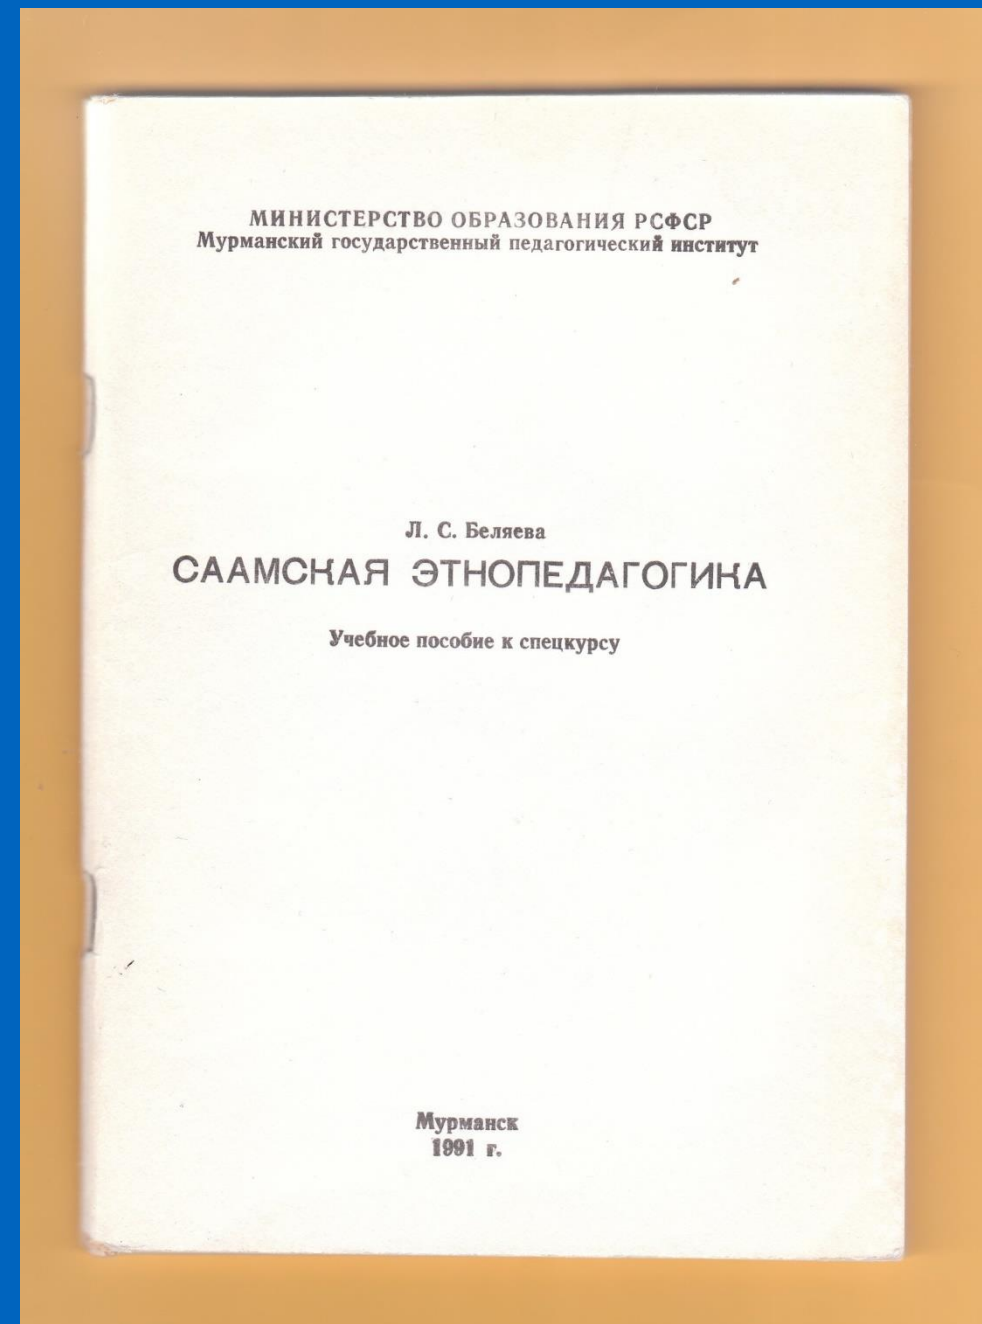 МИНИСТЕРСТВО ОБРАЗОВАНИЯ РСФСР
Мурманский государственный педагогический институт
Л. С. Беляева
СААМСКАЯ ЭТНОПЕДАГОГИКА
Учебное пособие к спецкурсу
Мурманск
1991 г.